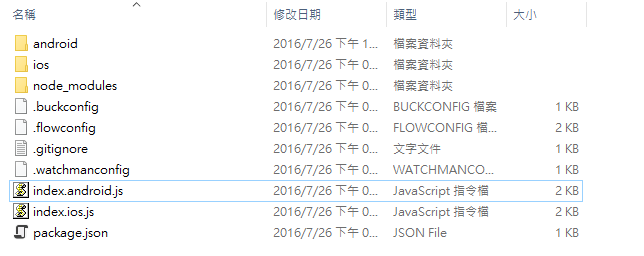 名稱 修改日期 類型 大小
android 2016/7/26 下午 1... 檔案資料夾
ios 2016/7/26 下午 0... 檔案資料夾
node_modules 2016/7/26 下午 0... 檔案資料夾
.buckconfig 2016/7/26 下午 0... BUCKCONFIG 檔案 1 KB
.flowconfig 2016/7/26 下午 0... FLOWCONFIG 檔... 2 KB
.gitignore 2016/7/26 下午 0... 文字文件 1 KB
.watchmanconfig 2016/7/26 下午 0... WATCHMANCO... 1 KB
index.android.js 2016/7/26 下午 0... JavaScript 指令檔 2 KB
index.ios.js 2016/7/26 下午 0... JavaScript 指令檔 2 KB
package.json 2016/7/26 下午 0... JSON File 1 KB